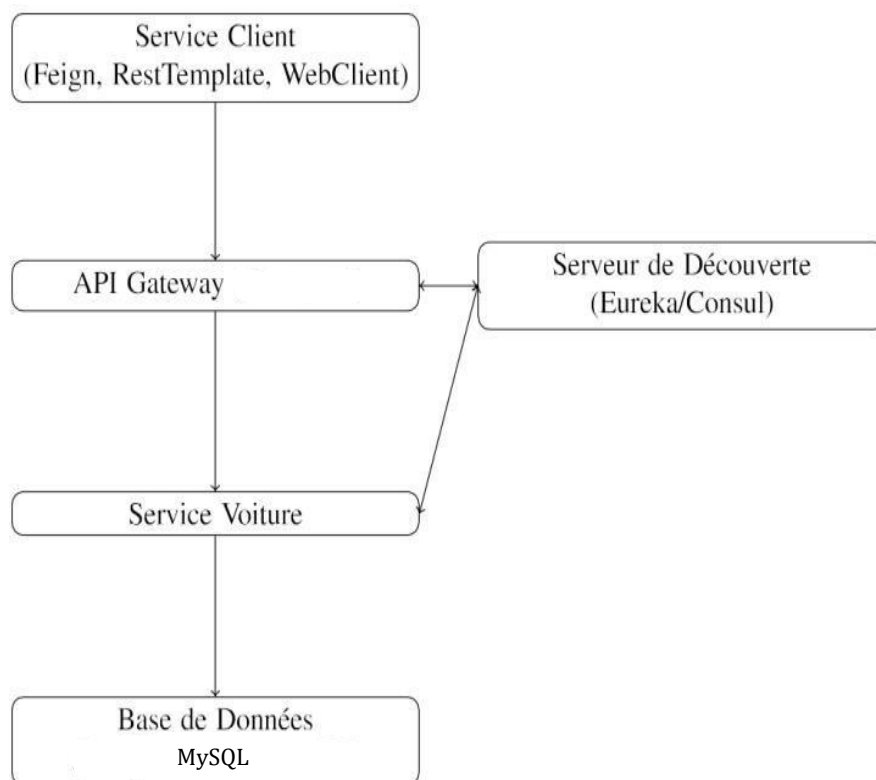 Service Client
(Feign, RestTemplate, WebClient)
API Gateway
Serveur de Découverte
(Eureka/Consul)
Service Voiture
Base de Données
MySQL